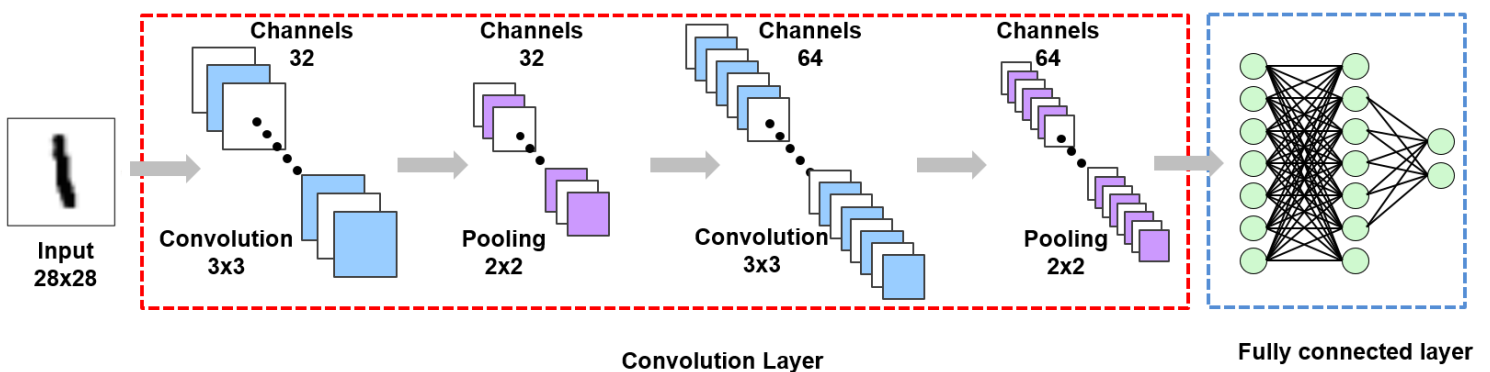 Channels
32
Channels
32
Channels
64
Channels
64
Input
28x28
Convolution
3x3
Pooling
2x2
Convolution
3x3
Pooling
2x2
Convolution Layer
Fully connected layer